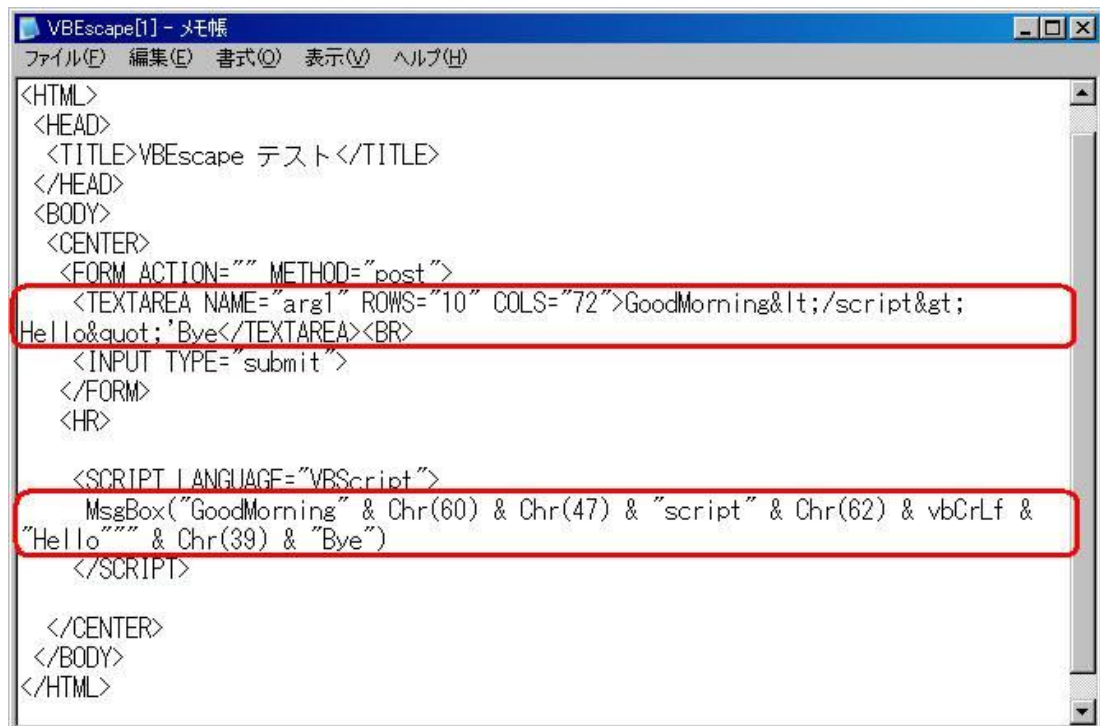 VBEscape[1] - メモ帳
ファイル(F) 編集(E) 書式(O) 表示(V) ヘルプ(H)
<HTML>
 <HEAD>
  <TITLE>VBEscape テスト</TITLE>
 </HEAD>
 <BODY>
  <CENTER>
   <FORM ACTION="" METHOD="post">
    <TEXTAREA NAME="arg1" ROWS="10" COLS="72">GoodMorning&lt;/script&gt;
Hello&quot;'Bye</TEXTAREA><BR>
    <INPUT TYPE="submit">
   </FORM>
   <HR>
    <SCRIPT LANGUAGE="VBScript">
     MsgBox("GoodMorning" & Chr(60) & Chr(47) & "script" & Chr(62) & vbCrLf &
"Hello""" & Chr(39) & "Bye")
    </SCRIPT>
  </CENTER>
 </BODY>
</HTML>